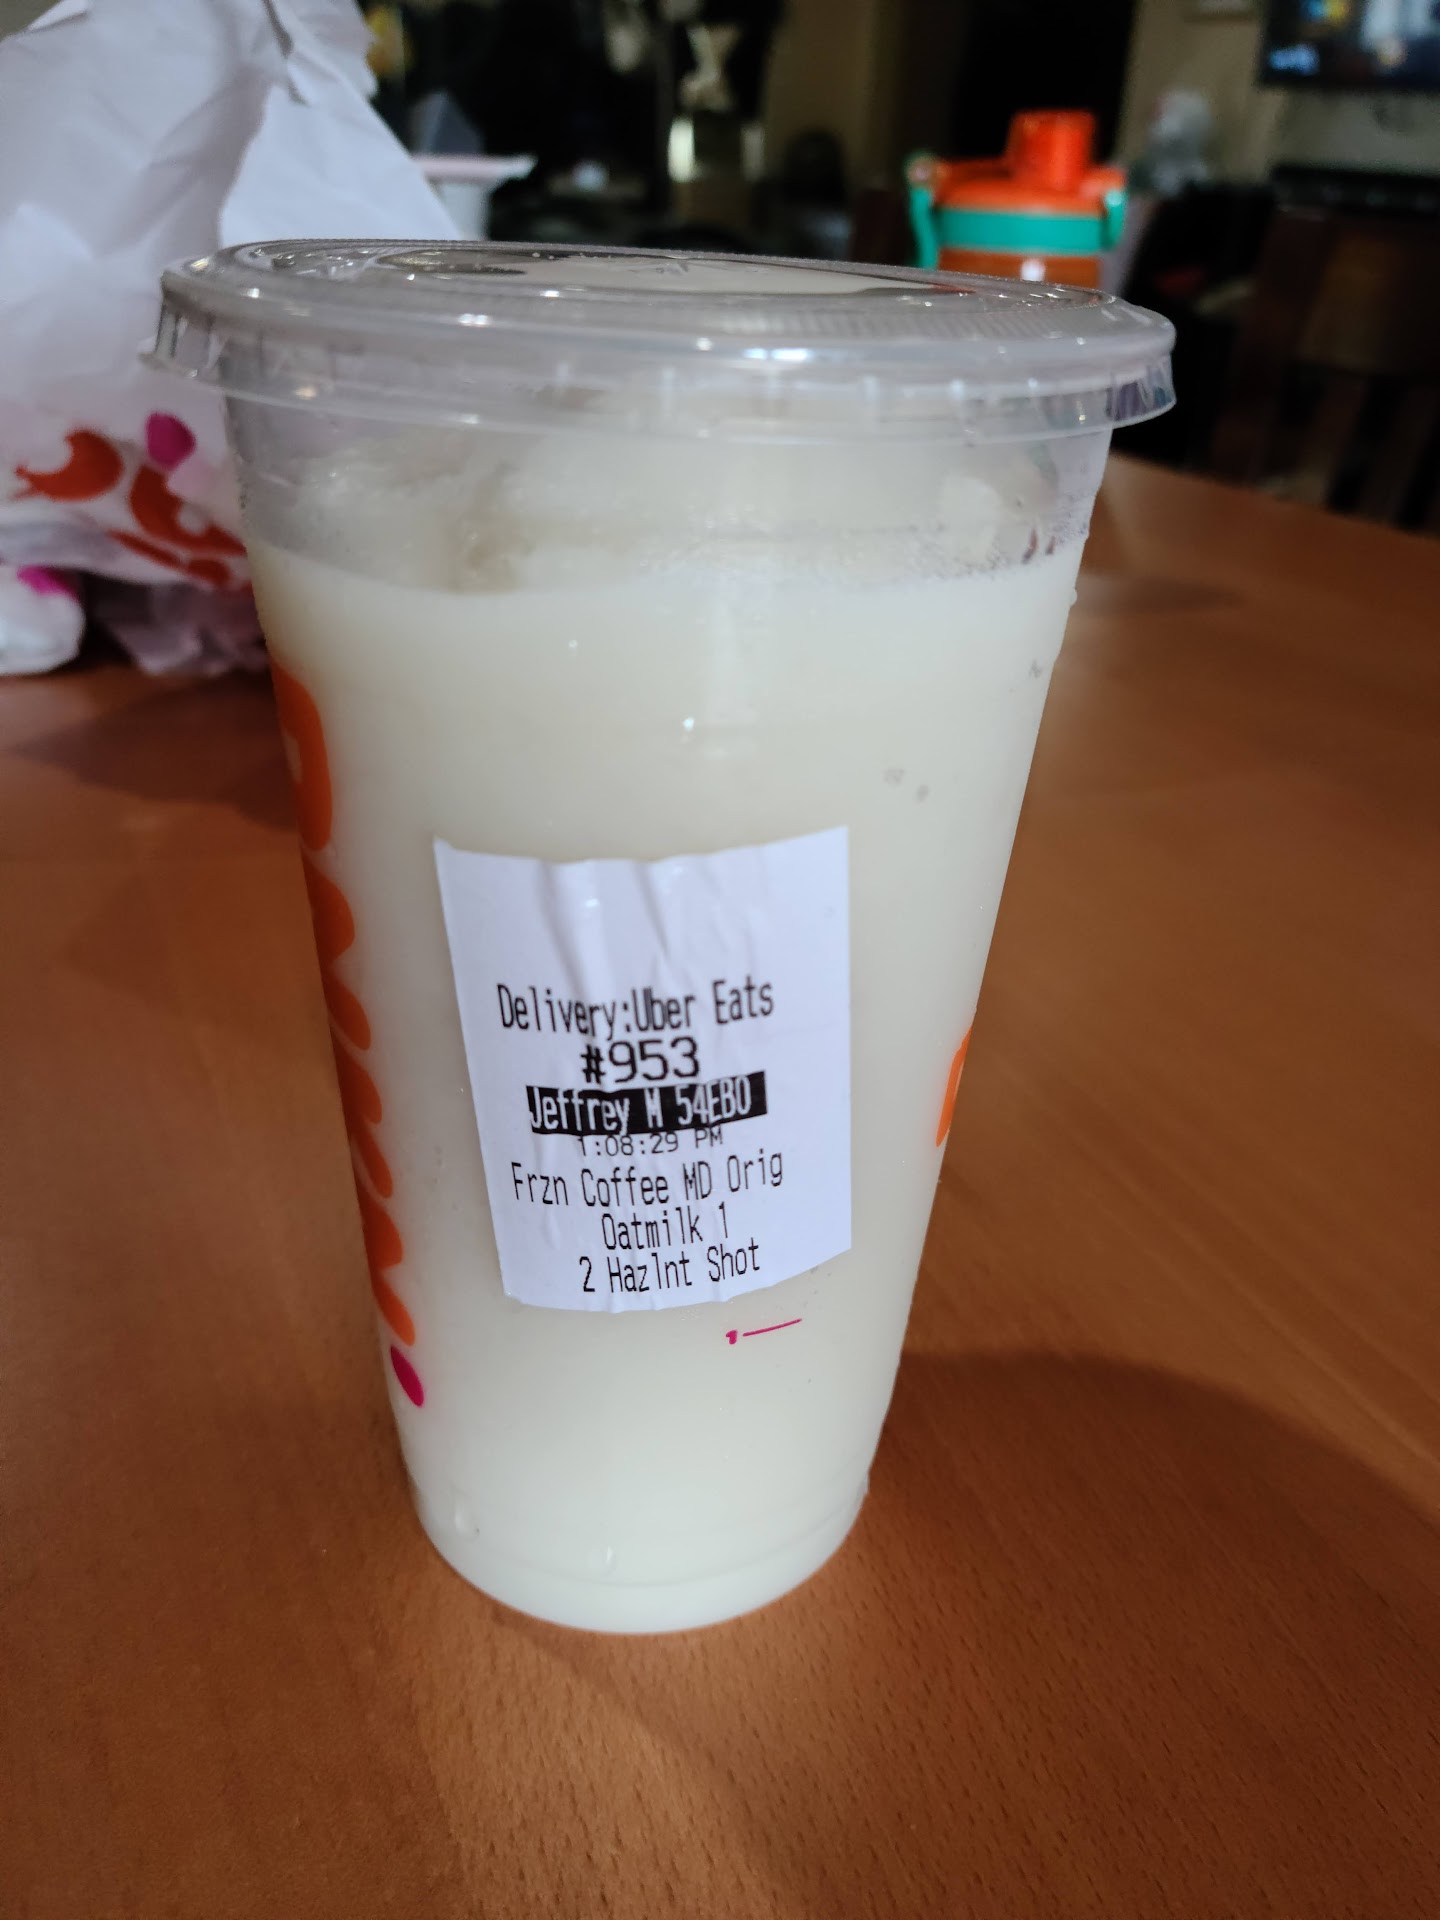 Delivery:Uber Eats
#953
Jeffrey M 54EB0
1:08:29 PM
Frzn Coffee MD Orig
Oatmilk 1
2 Hazlnt Shot